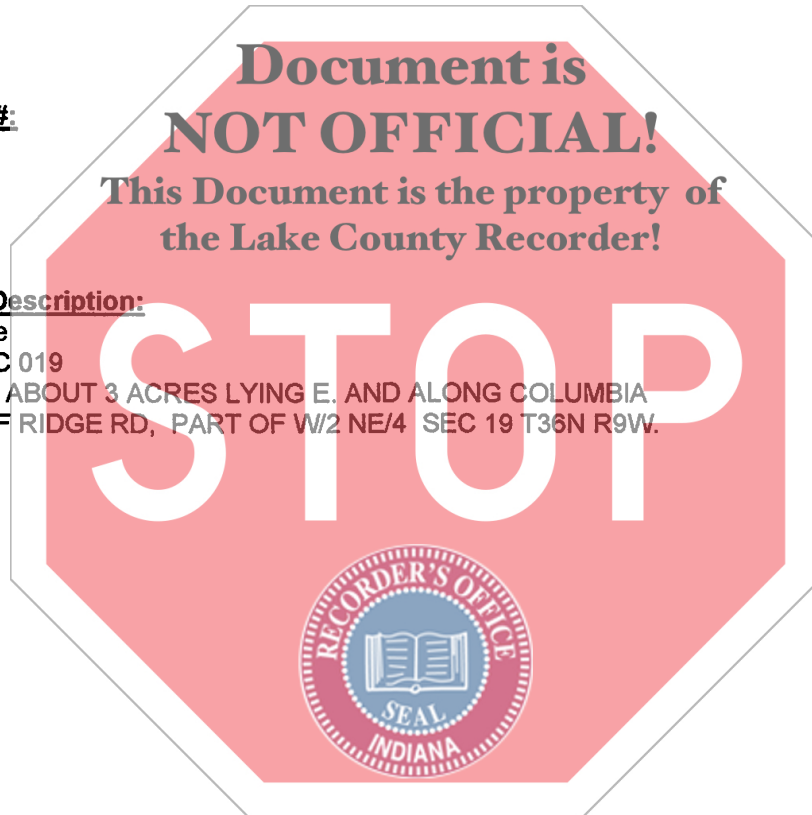 Document is
NOT OFFICIAL!
#:
This Document is the property of
the Lake County Recorder!
Description:
e
C 019
ABOUT 3 ACRES LYING E. AND ALONG COLUMBIA
F RIDGE RD, PART OF W/2 NE/4 SEC 19 T36N R9W.
STOP
RECORDER'S OFFICE
SEAL
INDIANA